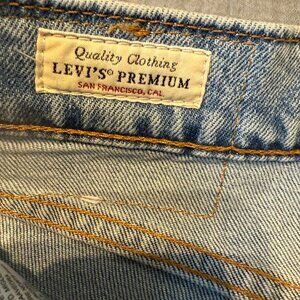 Quality Clothing
LEVI'S® PREMIUM
SAN FRANCISCO, CAL